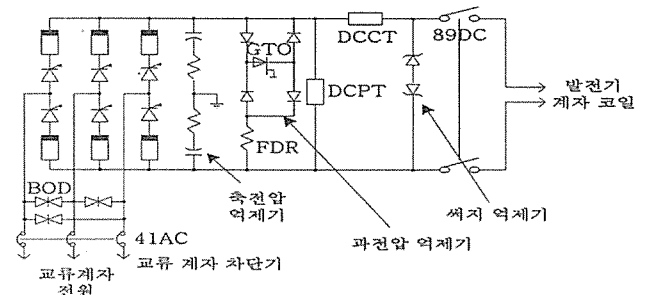 DCCT
89DC
GTO
DCPT
발전기
계자 코일
FDR
BOD
축전압
억제기
써지 억제기
41AC
과전압 억제기
교류계자
전원
교류 계자 차단기